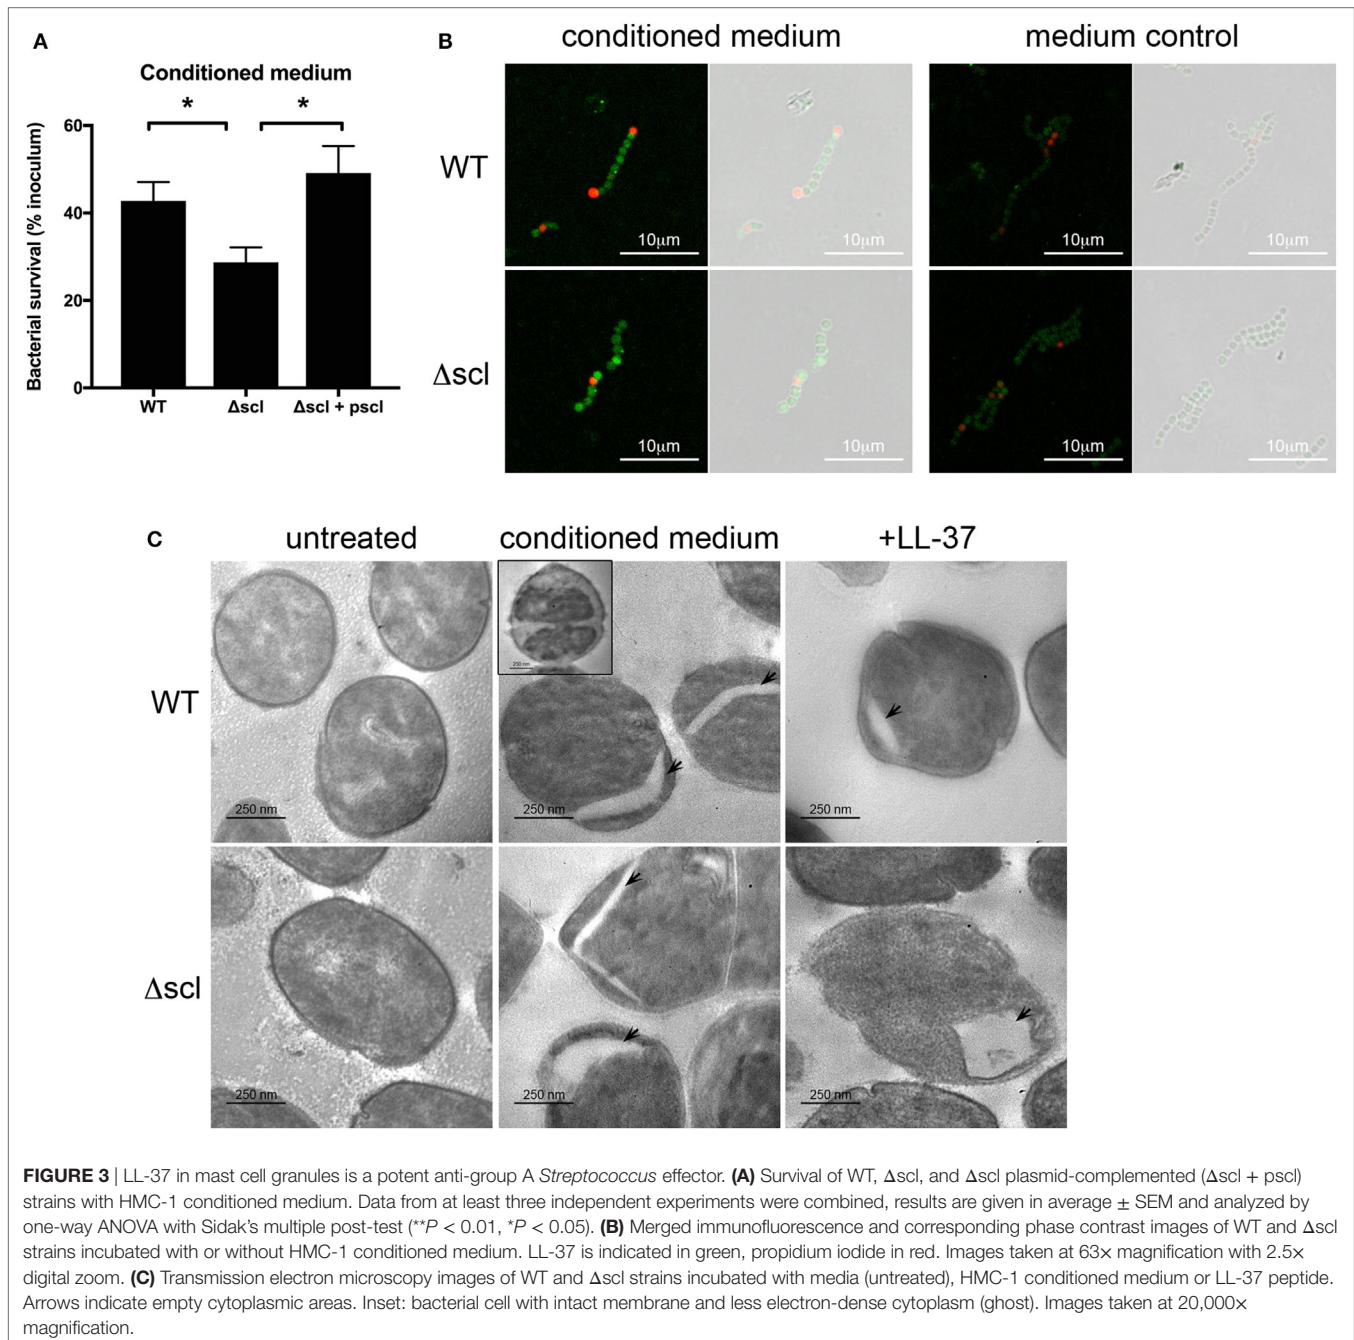 A
Conditioned medium
*
*
Bacterial survival (% inoculum)
60
40
20
0
WT
Δscl
Δscl + pscl
B
conditioned medium
medium control
WT
10μm
10μm
10μm
10μm
Δscl
10μm
10μm
10μm
10μm
C
untreated
conditioned medium
+LL-37
WT
250 nm
250 nm
250 nm
250 nm
Δscl
250 nm
250 nm
250 nm
FIGURE 3 | LL-37 in mast cell granules is a potent anti-group A Streptococcus effector. (A) Survival of WT, Δscl, and Δscl plasmid-complemented (Δscl + pscl)
strains with HMC-1 conditioned medium. Data from at least three independent experiments were combined, results are given in average ± SEM and analyzed by
one-way ANOVA with Sidak's multiple post-test (**P < 0.01, *P < 0.05). (B) Merged immunofluorescence and corresponding phase contrast images of WT and Δscl
strains incubated with or without HMC-1 conditioned medium. LL-37 is indicated in green, propidium iodide in red. Images taken at 63× magnification with 2.5×
digital zoom. (C) Transmission electron microscopy images of WT and Δscl strains incubated with media (untreated), HMC-1 conditioned medium or LL-37 peptide.
Arrows indicate empty cytoplasmic areas. Inset: bacterial cell with intact membrane and less electron-dense cytoplasm (ghost). Images taken at 20,000×
magnification.